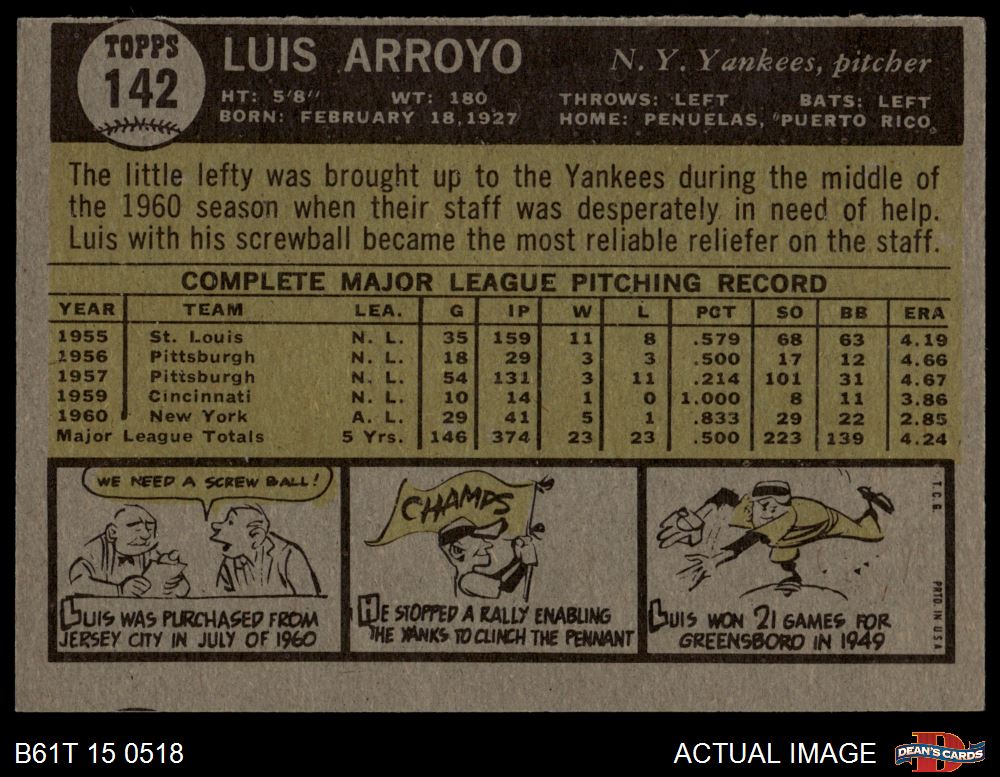 TOPPS
142
LUIS ARROYO
N. Y. Yankees, pitcher
HT: 5'8" WT: 180 THROWS: LEFT BATS: LEFT
BORN: FEBRUARY 18, 1927 HOME: PENUELAS, PUERTO RICO
The little lefty was brought up to the Yankees during the middle of
the 1960 season when their staff was desperately in need of help.
Luis with his screwball became the most reliable reliefer on the staff.
COMPLETE MAJOR LEAGUE PITCHING RECORD
YEAR TEAM LEA. G IP W L PCT SO BB ERA
1955 St. Louis N. L. 35 159 11 8 .579 68 63 4.19
1956 Pittsburgh N. L. 18 29 3 3 .500 17 12 4.66
1957 Pittsburgh N. L. 54 131 3 11 .214 101 31 4.67
1959 Cincinnati N. L. 10 14 1 0 1.000 8 11 3.86
1960 New York A. L. 29 41 5 1 .833 29 22 2.85
Major League Totals 5 Yrs. 146 374 23 23 .500 223 139 4.24
WE NEED A SCREW BALL!
LUIS WAS PURCHASED FROM
JERSEY CITY IN JULY OF 1960
CHAMPS
HE STOPPED A RALLY ENABLING
THE YANKS TO CLINCH THE PENNANT
LUIS WON 21 GAMES FOR
GREENSBORO IN 1949
T.C.G.
PRTD. IN U.S.A.
B61T 15 0518
ACTUAL IMAGE
DEAN'S CARDS